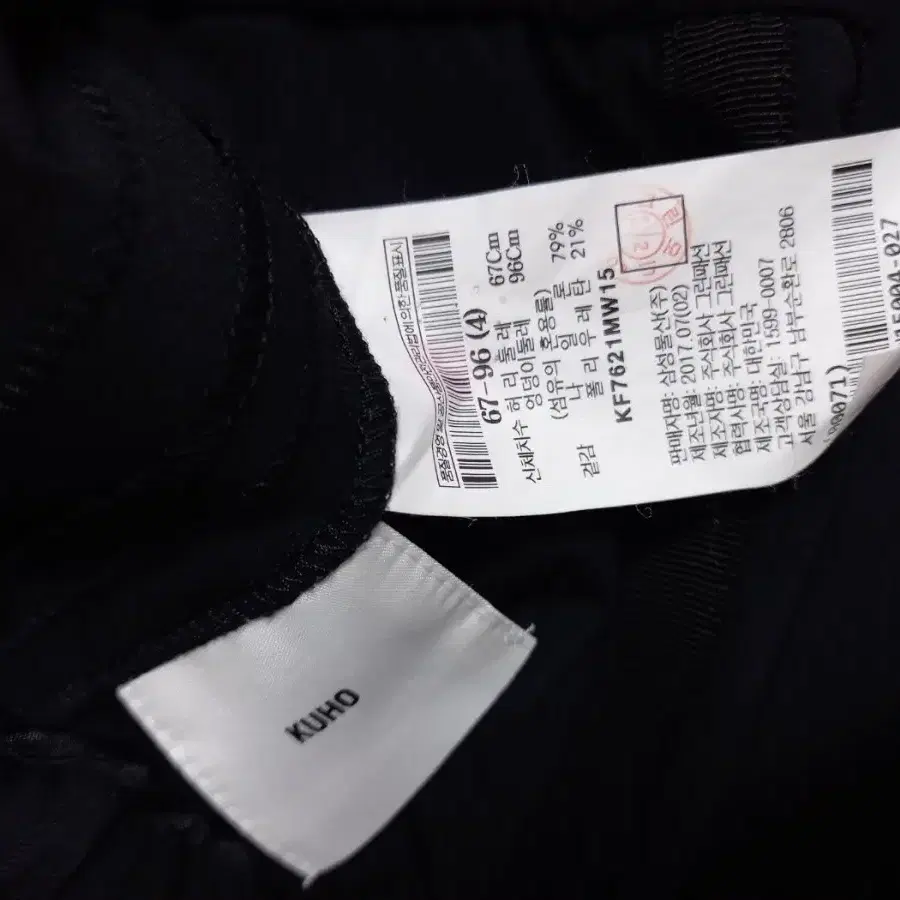 67-96 (4)
신체치수 허리둘레 67Cm
엉덩이둘레 96Cm
(섬유의 혼용률)
겉감 나일론 79%
폴리우레탄 21%
KF7621MW15
판매자명: 삼성물산(주)
제조년월: 2017.07(02)
제조자명: 주식회사 그린패션
협력사명: 주식회사 그린패션
제조국명: 대한민국
고객상담실: 1599-0007
서울 강남구 남부순환로 2806
KUHO